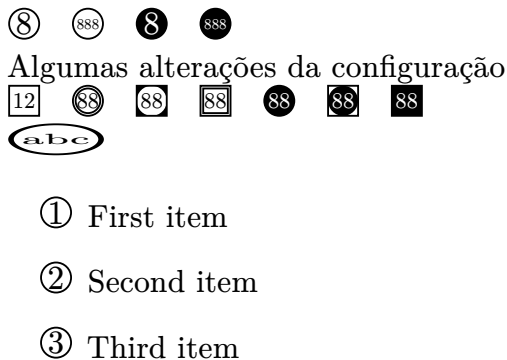 8 888 8 888
Algumas alterações da configuração
12 88 88 88 88 88 88
abc
1 First item
2 Second item
3 Third item